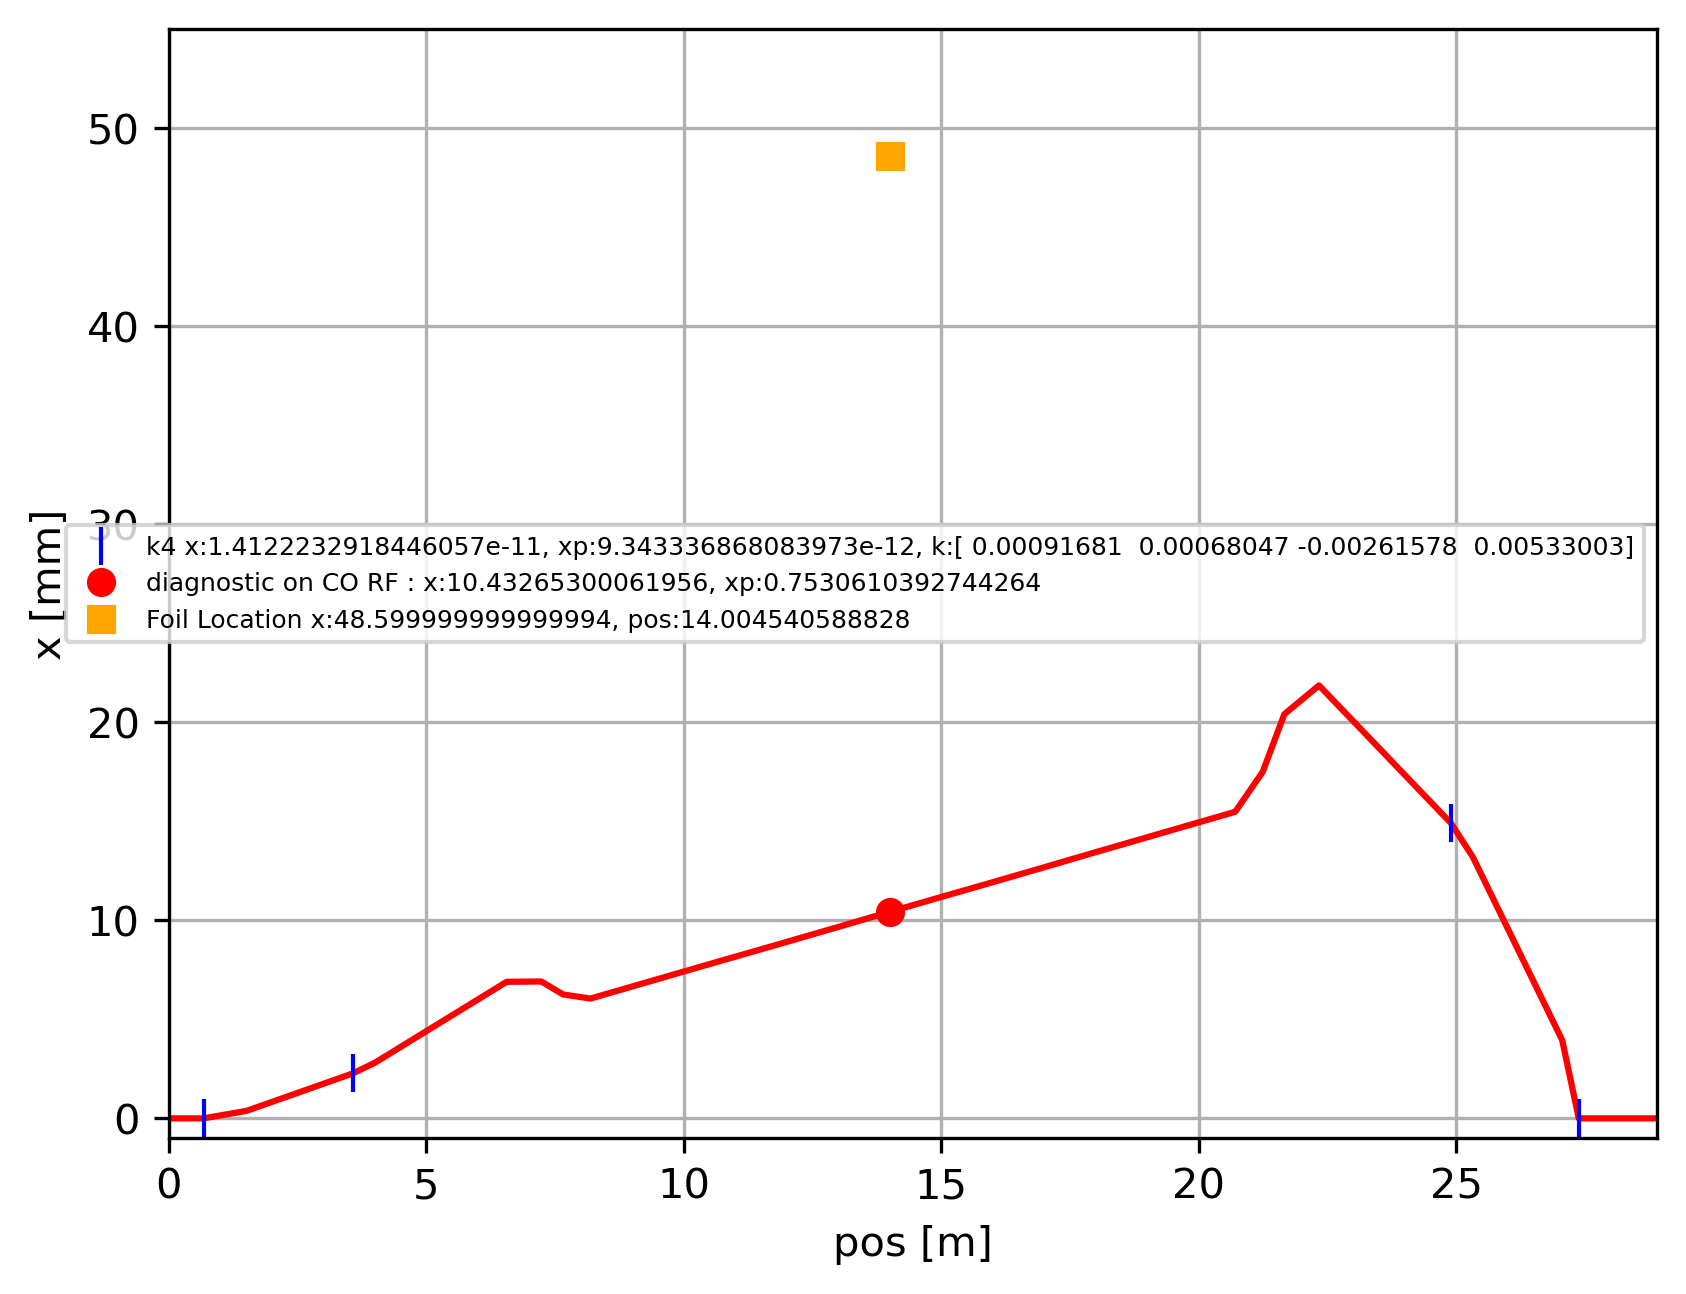 50
40
30
k4 x:1.4122232918446057e-11, xp:9.343336868083973e-12, k:[ 0.00091681  0.00068047 -0.00261578  0.00533003]
diagnostic on CO RF : x:10.43265300061956, xp:0.7530610392744264
Foil Location x:48.599999999999994, pos:14.004540588828
x [mm]
20
10
0
0 5 10 15 20 25
pos [m]